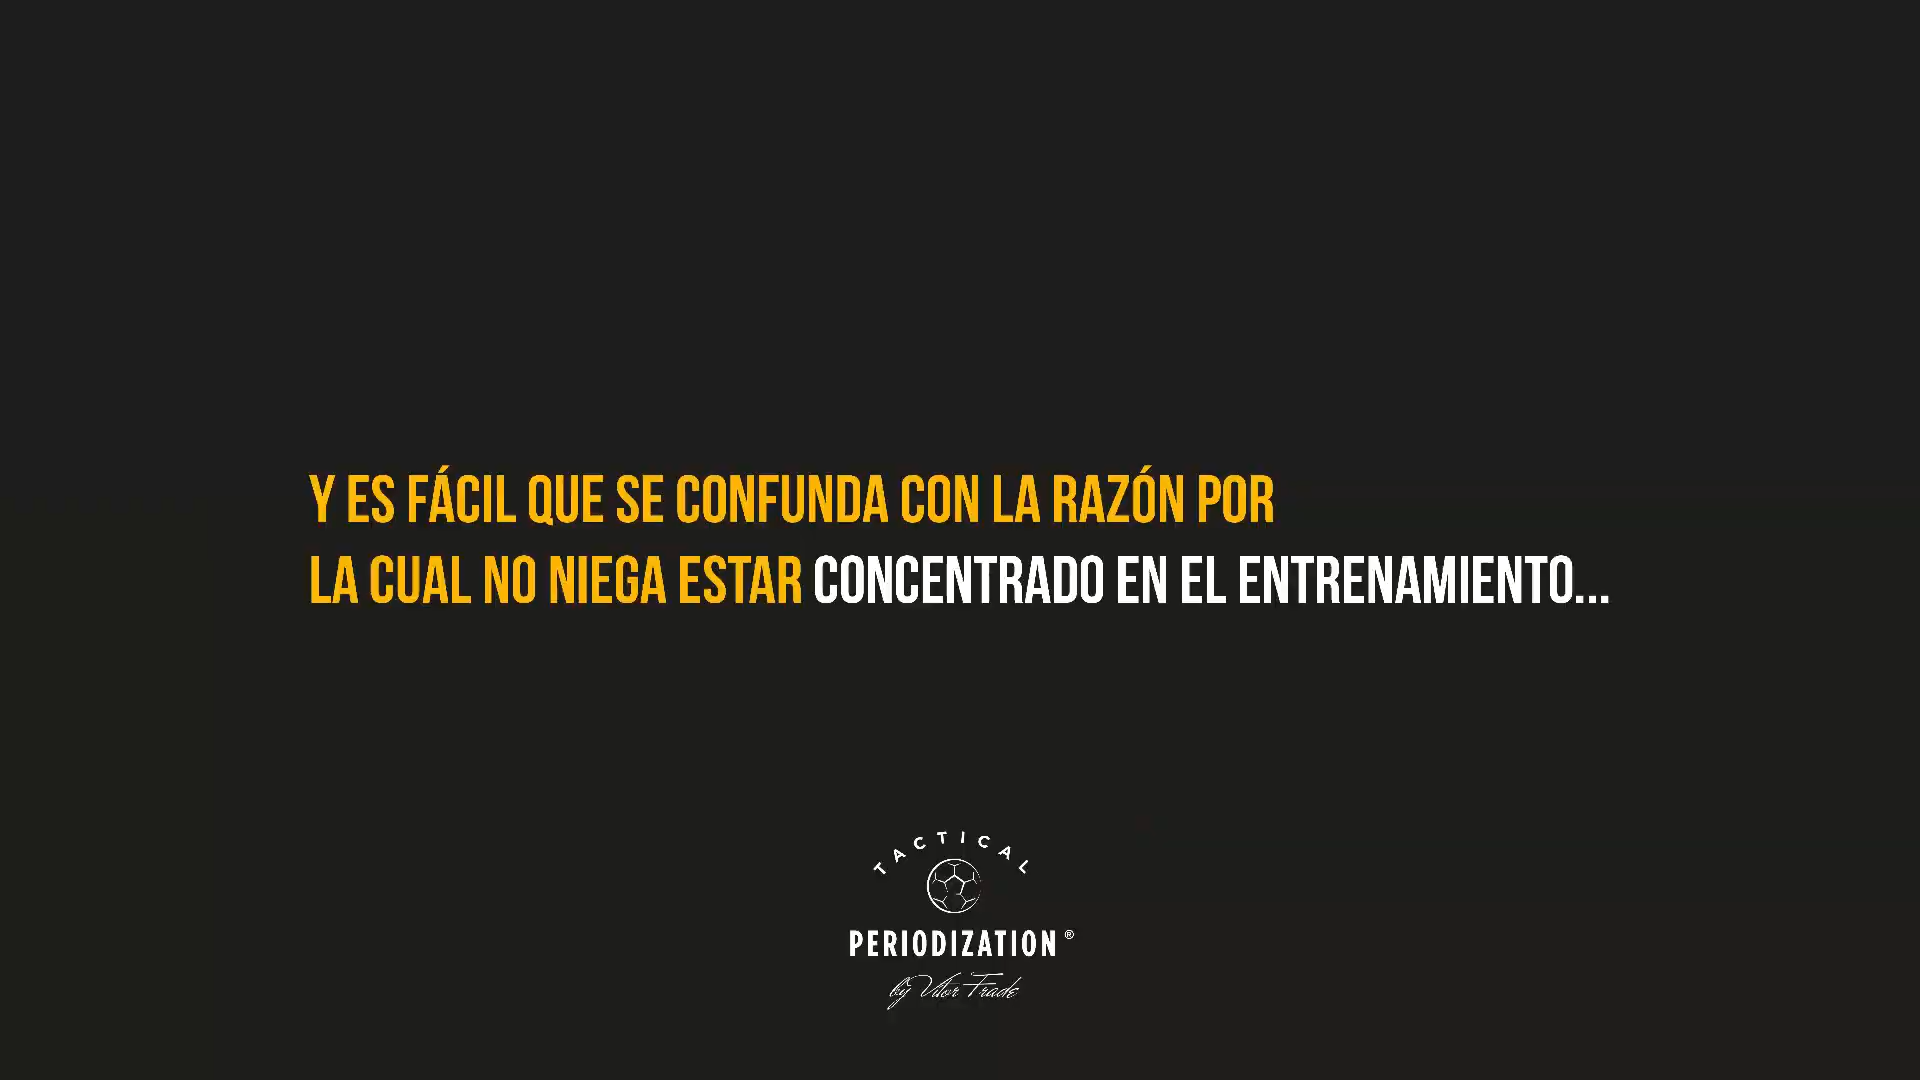 Y ES FÁCIL QUE SE CONFUNDA CON LA RAZÓN POR
LA CUAL NO NIEGA ESTAR CONCENTRADO EN EL ENTRENAMIENTO...
TACTICAL
PERIODIZATION ®
by Vítor Frade